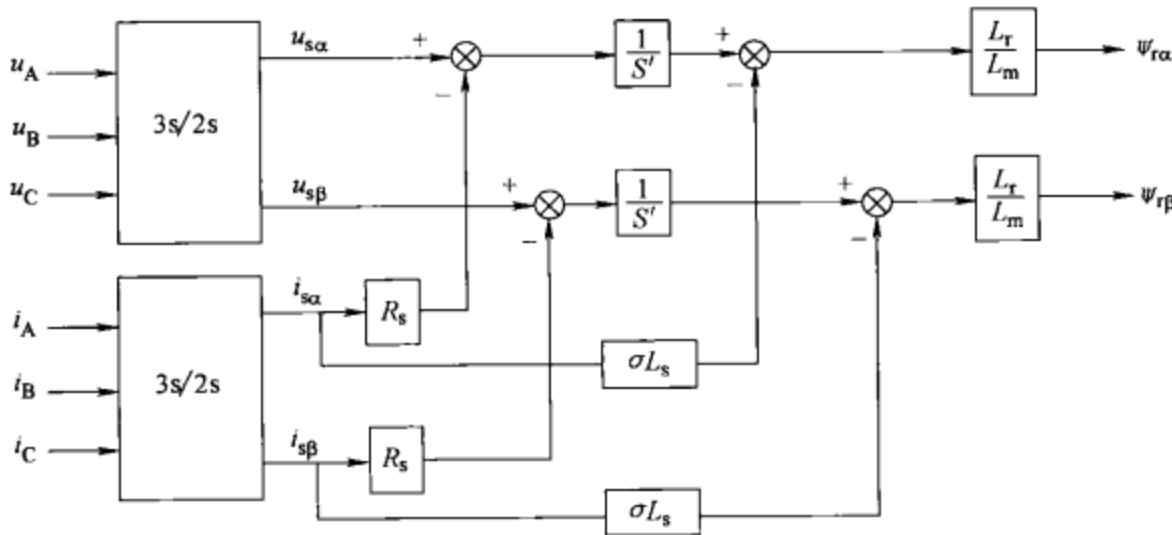 u_A
u_B
u_C
3s/2s
u_sα
u_sβ
+
−
+
−
1
S′
1
S′
+
−
+
−
L_r
L_m
L_r
L_m
ψ_rα
ψ_rβ
i_A
i_B
i_C
3s/2s
i_sα
i_sβ
R_s
R_s
σL_s
σL_s